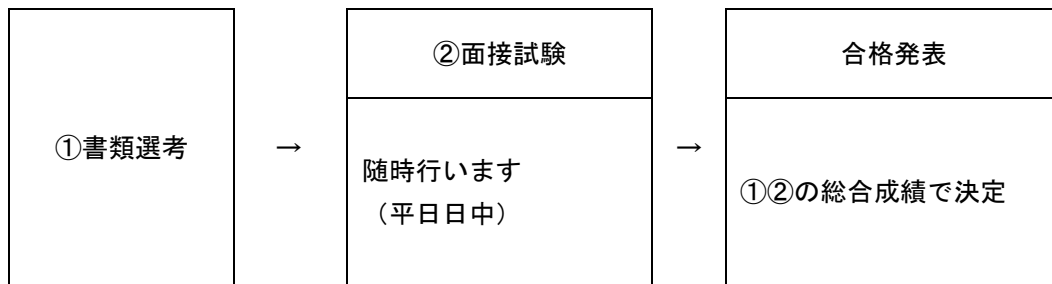 ①書類選考
→
②面接試験
随時行います
（平日日中）
→
合格発表
①②の総合成績で決定